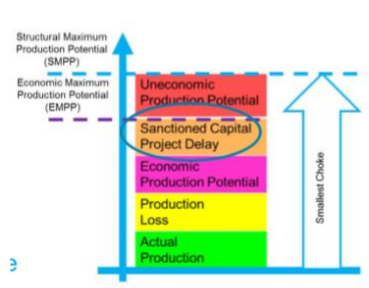 Structural Maximum
Production Potential
(SMPP)
Economic Maximum
Production Potential
(EMPP)
Uneconomic
Production Potential
Sanctioned Capital
Project Delay
Economic
Production Potential
Production
Loss
Actual
Production
Smallest Choke
e